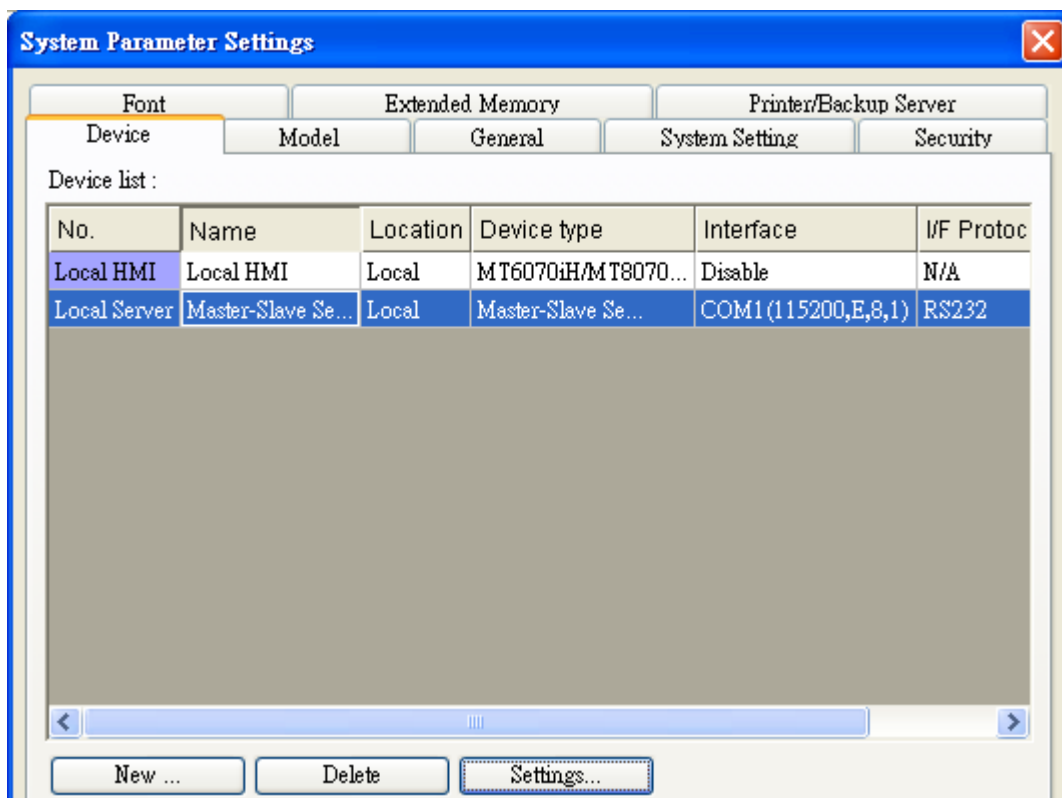 System Parameter Settings
Font Extended Memory Printer/Backup Server
Device Model General System Setting Security
Device list :
No. Name Location Device type Interface I/F Protoc
Local HMI Local HMI Local MT6070iH/MT8070... Disable N/A
Local Server Master-Slave Se... Local Master-Slave Se... COM1(115200,E,8,1) RS232
New ... Delete Settings...